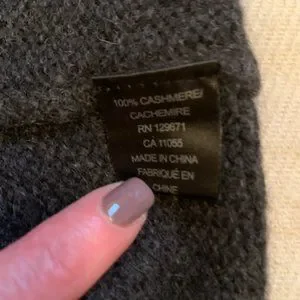 100% CASHMERE/
CACHEMIRE
RN 129671
CA 11055
MADE IN CHINA
FABRIQUÉ EN
CHINE